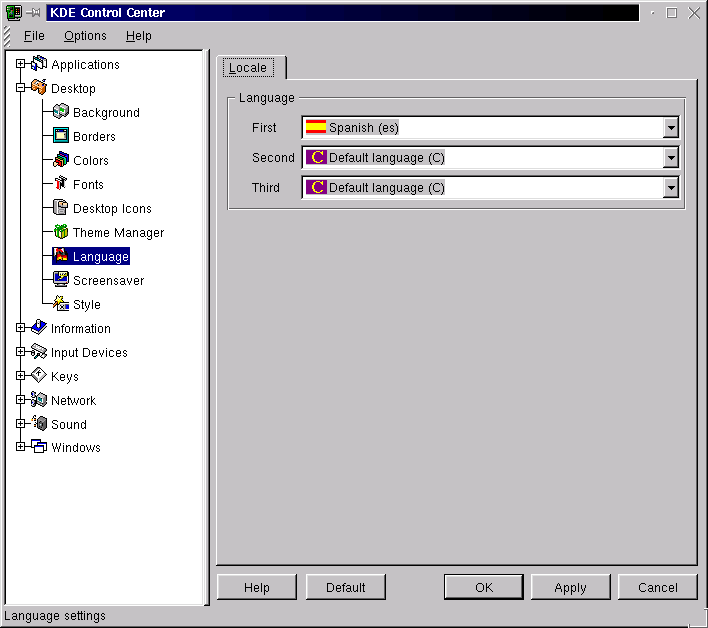 KDE Control Center
File Options Help
Applications
Desktop
Background
Borders
Colors
Fonts
Desktop Icons
Theme Manager
Language
Screensaver
Style
Information
Input Devices
Keys
Network
Sound
Windows
Locale
Language
First Spanish (es)
Second C Default language (C)
Third C Default language (C)
Help Default OK Apply Cancel
Language settings